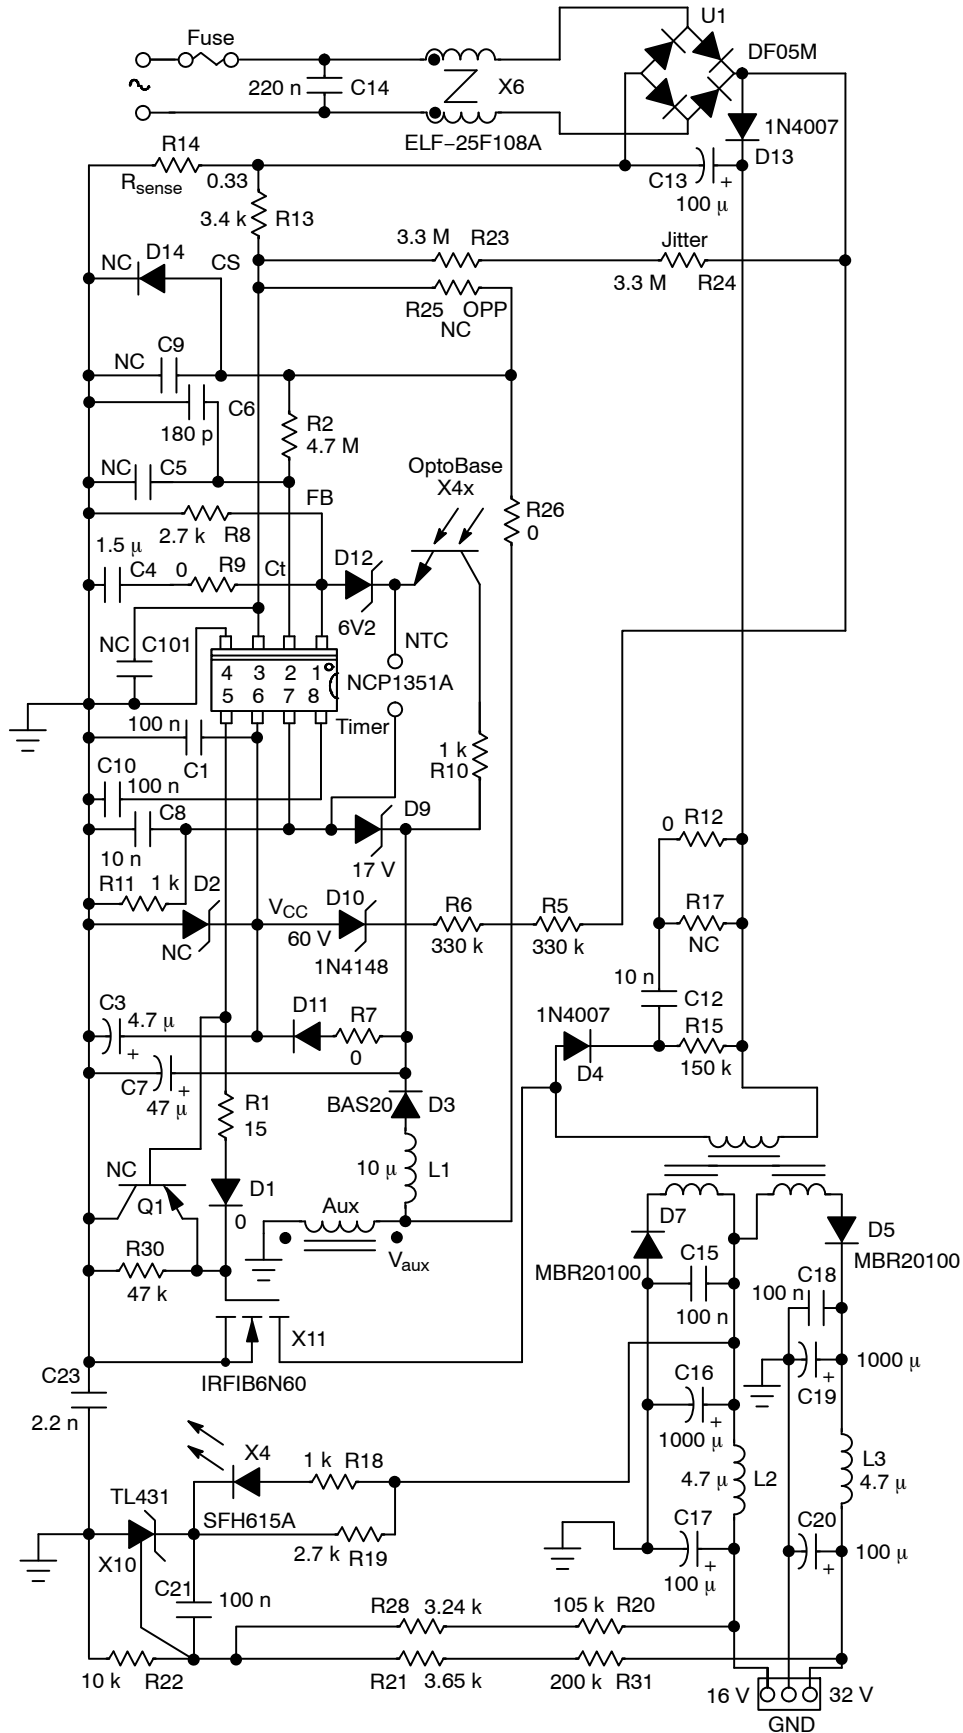 Fuse
U1
DF05M
220 n
C14
X6
ELF−25F108A
1N4007
D13
R14
Rsense
0.33
C13
+
100 µ
3.4 k
R13
3.3 M
R23
Jitter
3.3 M
R24
NC
D14
CS
R25
OPP
NC
NC
C9
C6
180 p
R2
4.7 M
NC
C5
OptoBase
X4x
FB
R26
0
2.7 k
R8
1.5 µ
C4
0
R9
Ct
D12
6V2
NTC
NC
C101
4
3
2
1
5
6
7
8
NCP1351A
Timer
100 n
C1
1 k
R10
C10
100 n
C8
10 n
D9
17 V
0
R12
R11
1 k
D2
NC
VCC
60 V
D10
1N4148
R6
330 k
R5
330 k
R17
NC
10 n
C12
C3
4.7 µ
+
D11
R7
0
1N4007
D4
R15
150 k
C7
+
47 µ
R1
15
BAS20
D3
10 µ
L1
NC
Q1
D1
0
Aux
Vaux
D7
MBR20100
D5
MBR20100
R30
47 k
C15
100 n
C18
100 n
X11
IRFIB6N60
C23
2.2 n
C16
+
1000 µ
1000 µ
+
C19
X4
1 k
R18
4.7 µ
L2
L3
4.7 µ
TL431
X10
SFH615A
2.7 k
R19
C17
+
100 µ
C20
+
100 µ
C21
100 n
R28
3.24 k
105 k
R20
10 k
R22
R21
3.65 k
200 k
R31
16 V
32 V
GND